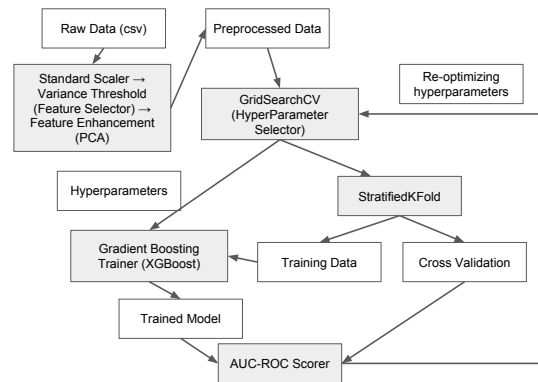 Raw Data (csv)
Preprocessed Data
Standard Scaler →
Variance Threshold
(Feature Selector) →
Feature Enhancement
(PCA)
GridSearchCV
(HyperParameter
Selector)
Re-optimizing
hyperparameters
Hyperparameters
StratifiedKFold
Gradient Boosting
Trainer (XGBoost)
Training Data
Cross Validation
Trained Model
AUC-ROC Scorer